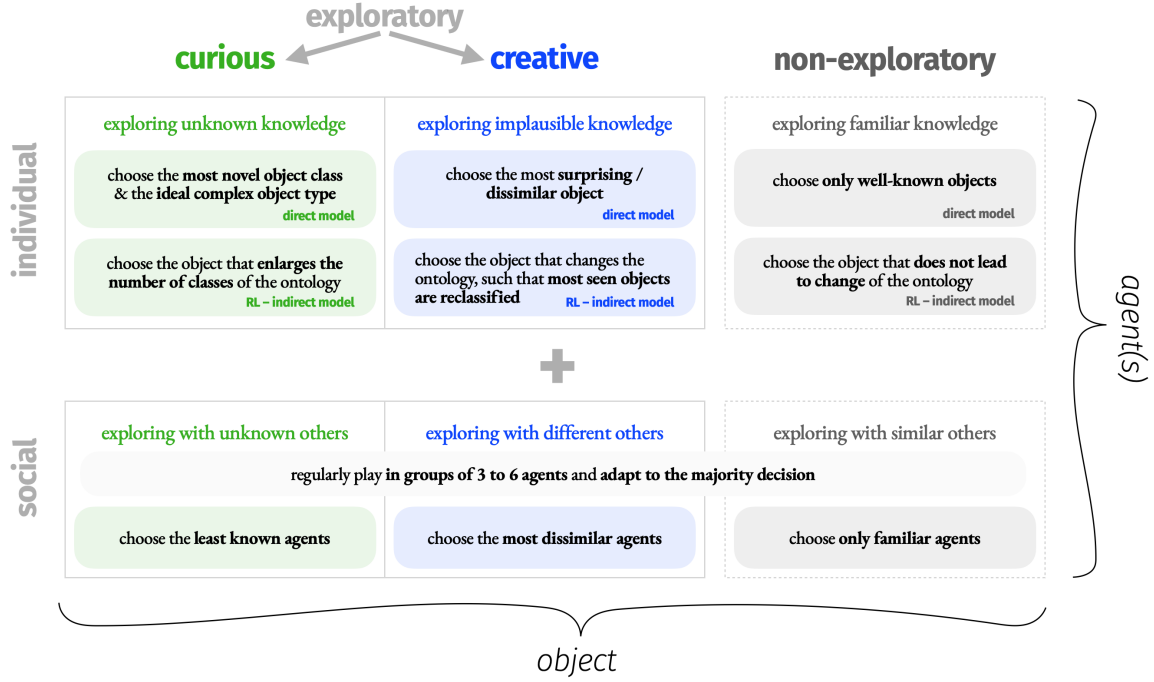 exploratory
curious
creative
non-exploratory
individual
exploring unknown knowledge
choose the most novel object class
& the ideal complex object type
direct model
choose the object that enlarges the
number of classes of the ontology
RL – indirect model
exploring implausible knowledge
choose the most surprising /
dissimilar object
direct model
choose the object that changes the
ontology, such that most seen objects
are reclassified
RL – indirect model
exploring familiar knowledge
choose only well-known objects
direct model
choose the object that does not lead
to change of the ontology
RL – indirect model
agent(s)
+
social
exploring with unknown others
exploring with different others
exploring with similar others
regularly play in groups of 3 to 6 agents and adapt to the majority decision
choose the least known agents
choose the most dissimilar agents
choose only familiar agents
object